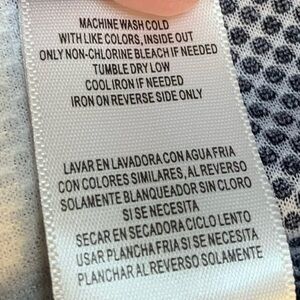 MACHINE WASH COLD
WITH LIKE COLORS, INSIDE OUT
ONLY NON-CHLORINE BLEACH IF NEEDED
TUMBLE DRY LOW
COOL IRON IF NEEDED
IRON ON REVERSE SIDE ONLY
LAVAR EN LAVADORA CON AGUA FRIA
CON COLORES SIMILARES, AL REVERSO
SOLAMENTE BLANQUEADOR SIN CLORO
SI SE NECESITA
SECAR EN SECADORA CICLO LENTO
USAR PLANCHA FRIA SI SE NECESITA
PLANCHAR AL REVERSO SOLAMENTE